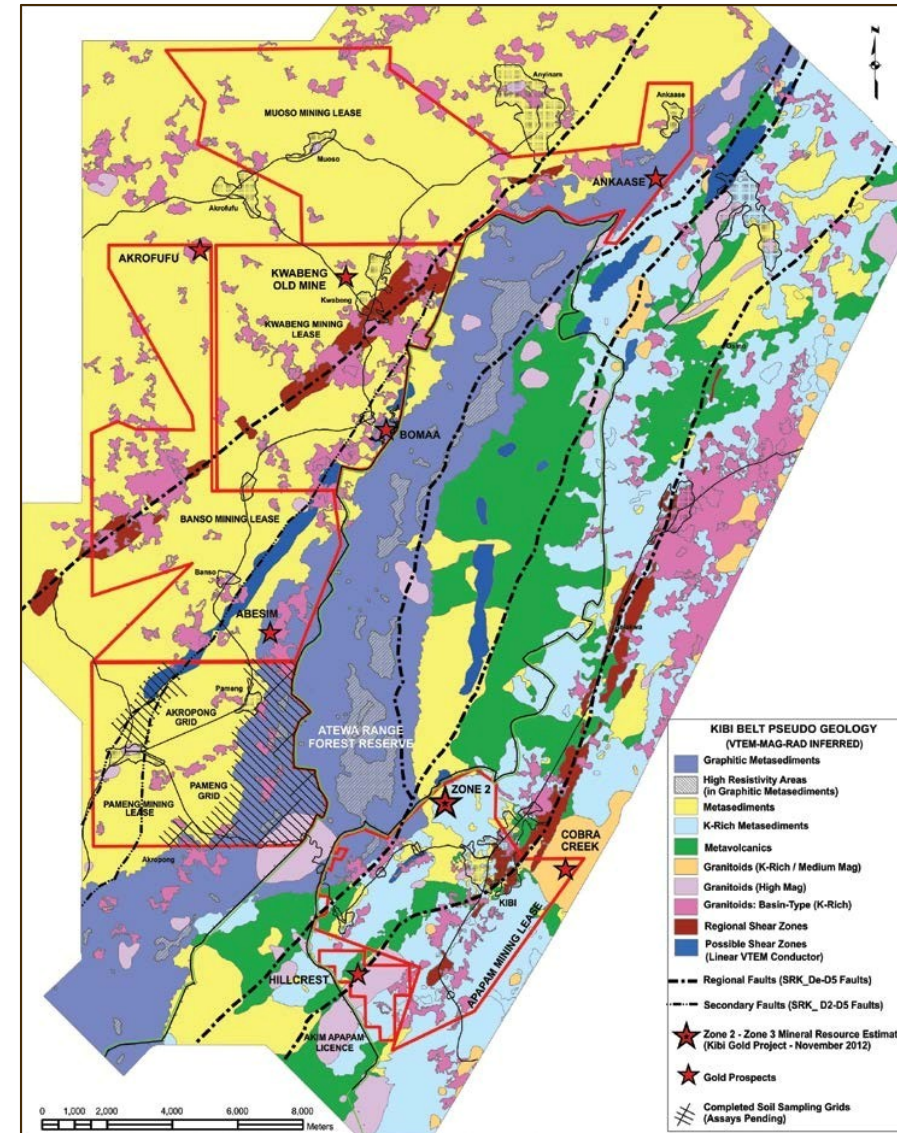 Z
Anyinam
Ankaase
MUOSO MINING LEASE
Muoso
ANKAASE
Akrofufu
AKROFUFU
KWABENG
OLD MINE
Kwabeng
KWABENG MINING
LEASE
BOMAA
BANSO MINING LEASE
Banso
ABESIM
Pameng
AKROPONG
GRID
ATEWA RANGE
FOREST RESERVE
PAMENG
GRID
PAMENG MINING
LEASE
Akropong
ZONE 2
COBRA
CREEK
KIBI
APAPAM MINING LEASE
HILLCREST
AKIM APAPAM
LICENCE
KIBI BELT PSEUDO GEOLOGY
(VTEM-MAG-RAD INFERRED)
Graphitic Metasediments
High Resistivity Areas
(in Graphitic Metasediments)
Metasediments
K-Rich Metasediments
Metavolcanics
Granitoids (K-Rich / Medium Mag)
Granitoids (High Mag)
Granitoids: Basin-Type (K-Rich)
Regional Shear Zones
Possible Shear Zones
(Linear VTEM Conductor)
Regional Faults (SRK_De-D5 Faults)
Secondary Faults (SRK_ D2-D5 Faults)
Zone 2 - Zone 3 Mineral Resource Estimat
(Kibi Gold Project - November 2012)
Gold Prospects
Completed Soil Sampling Grids
(Assays Pending)
0 1,000 2,000 4,000 6,000 8,000
Meters